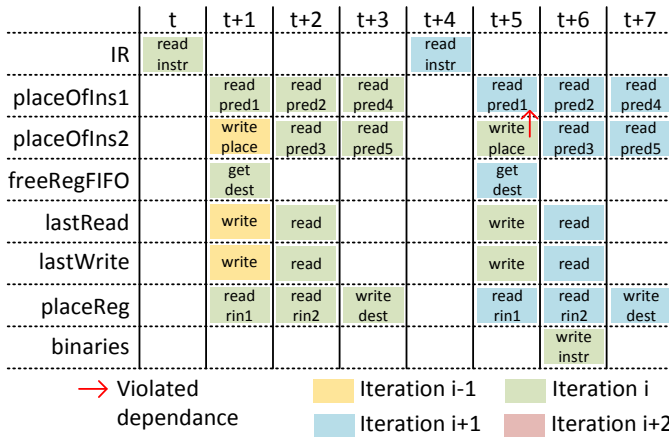 t t+1 t+2 t+3 t+4 t+5 t+6 t+7
IR read instr read instr
placeOfIns1 read pred1 read pred2 read pred4 read pred1 read pred2 read pred4
placeOfIns2 write place read pred3 read pred5 write place read pred3 read pred5
freeRegFIFO get dest get dest
lastRead write read write read
lastWrite write read write read
placeReg read rin1 read rin2 write dest read rin1 read rin2 write dest
binaries write instr
Violated dependance
Iteration i-1 Iteration i
Iteration i+1 Iteration i+2